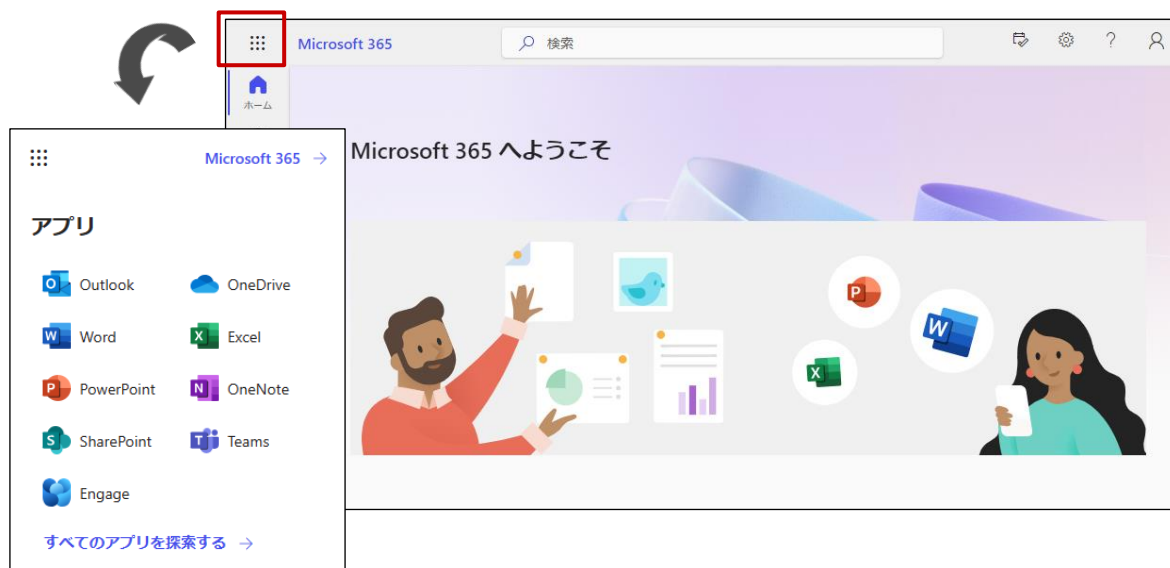 Microsoft 365
検索
?
ホーム
Microsoft 365 へようこそ
Microsoft 365 →
アプリ
Outlook
OneDrive
Word
Excel
PowerPoint
OneNote
SharePoint
Teams
Engage
すべてのアプリを探索する →